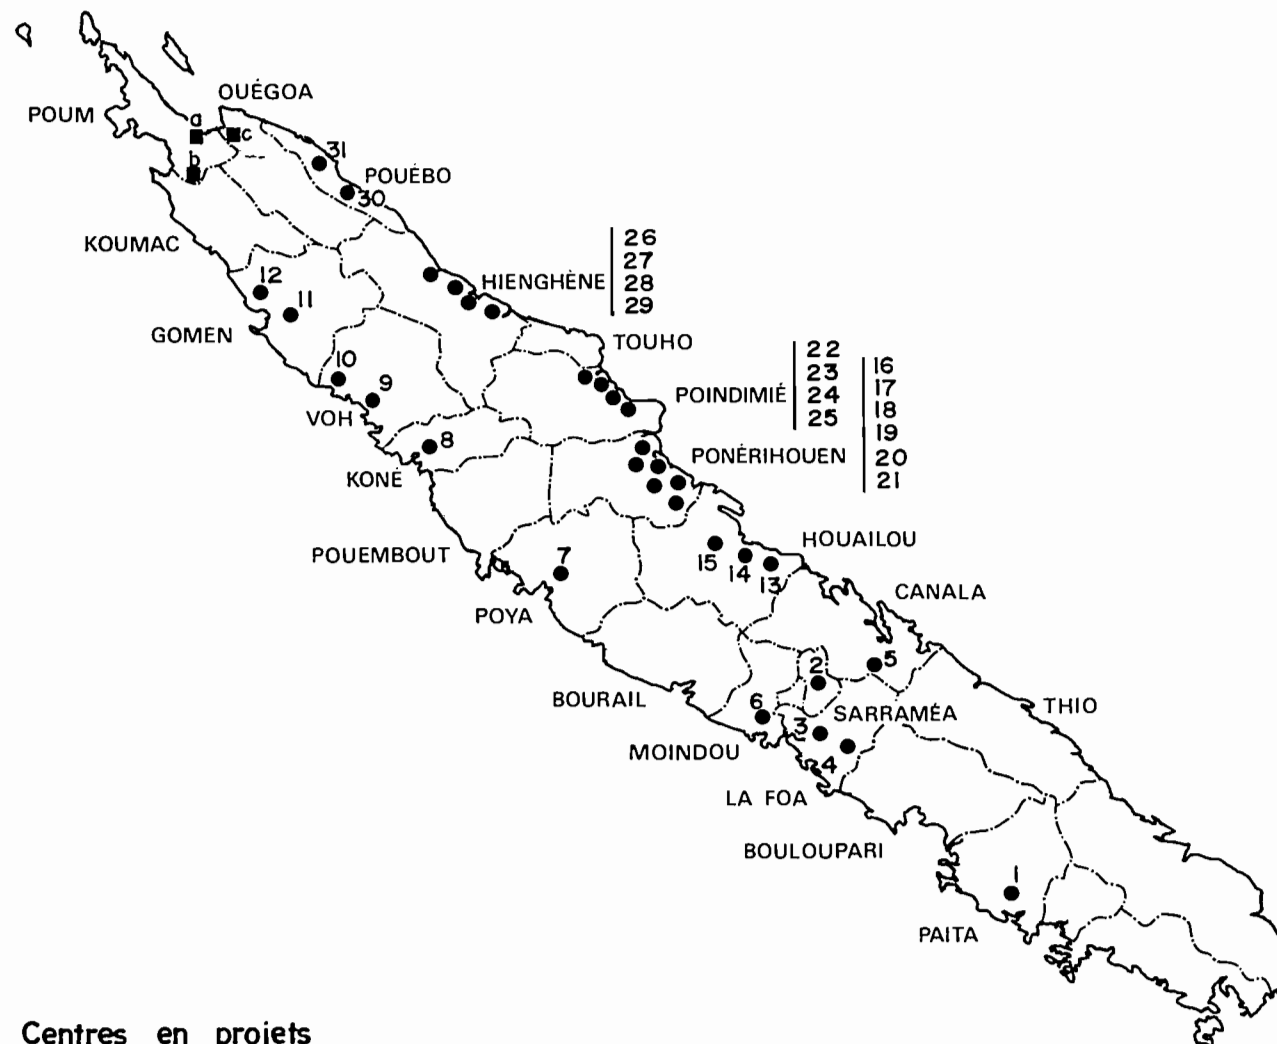 OUÉGOA
POUM
a
c
b
31
POUÉBO
30
KOUMAC
26
27
28
29
HIENGHÈNE
12
11
GOMEN
TOUHO
22
23
24
25
POINDIMIÉ
16
17
18
19
20
21
PONÉRIHOUEN
10
9
VOH
8
KONÉ
POUEMBOUT
7
POYA
HOUAILOU
15
14
13
CANALA
5
2
BOURAIL
6
SARRAMÉA
3
4
THIO
MOINDOU
LA FOA
BOULOUPARI
1
PAITA
Centres en projets